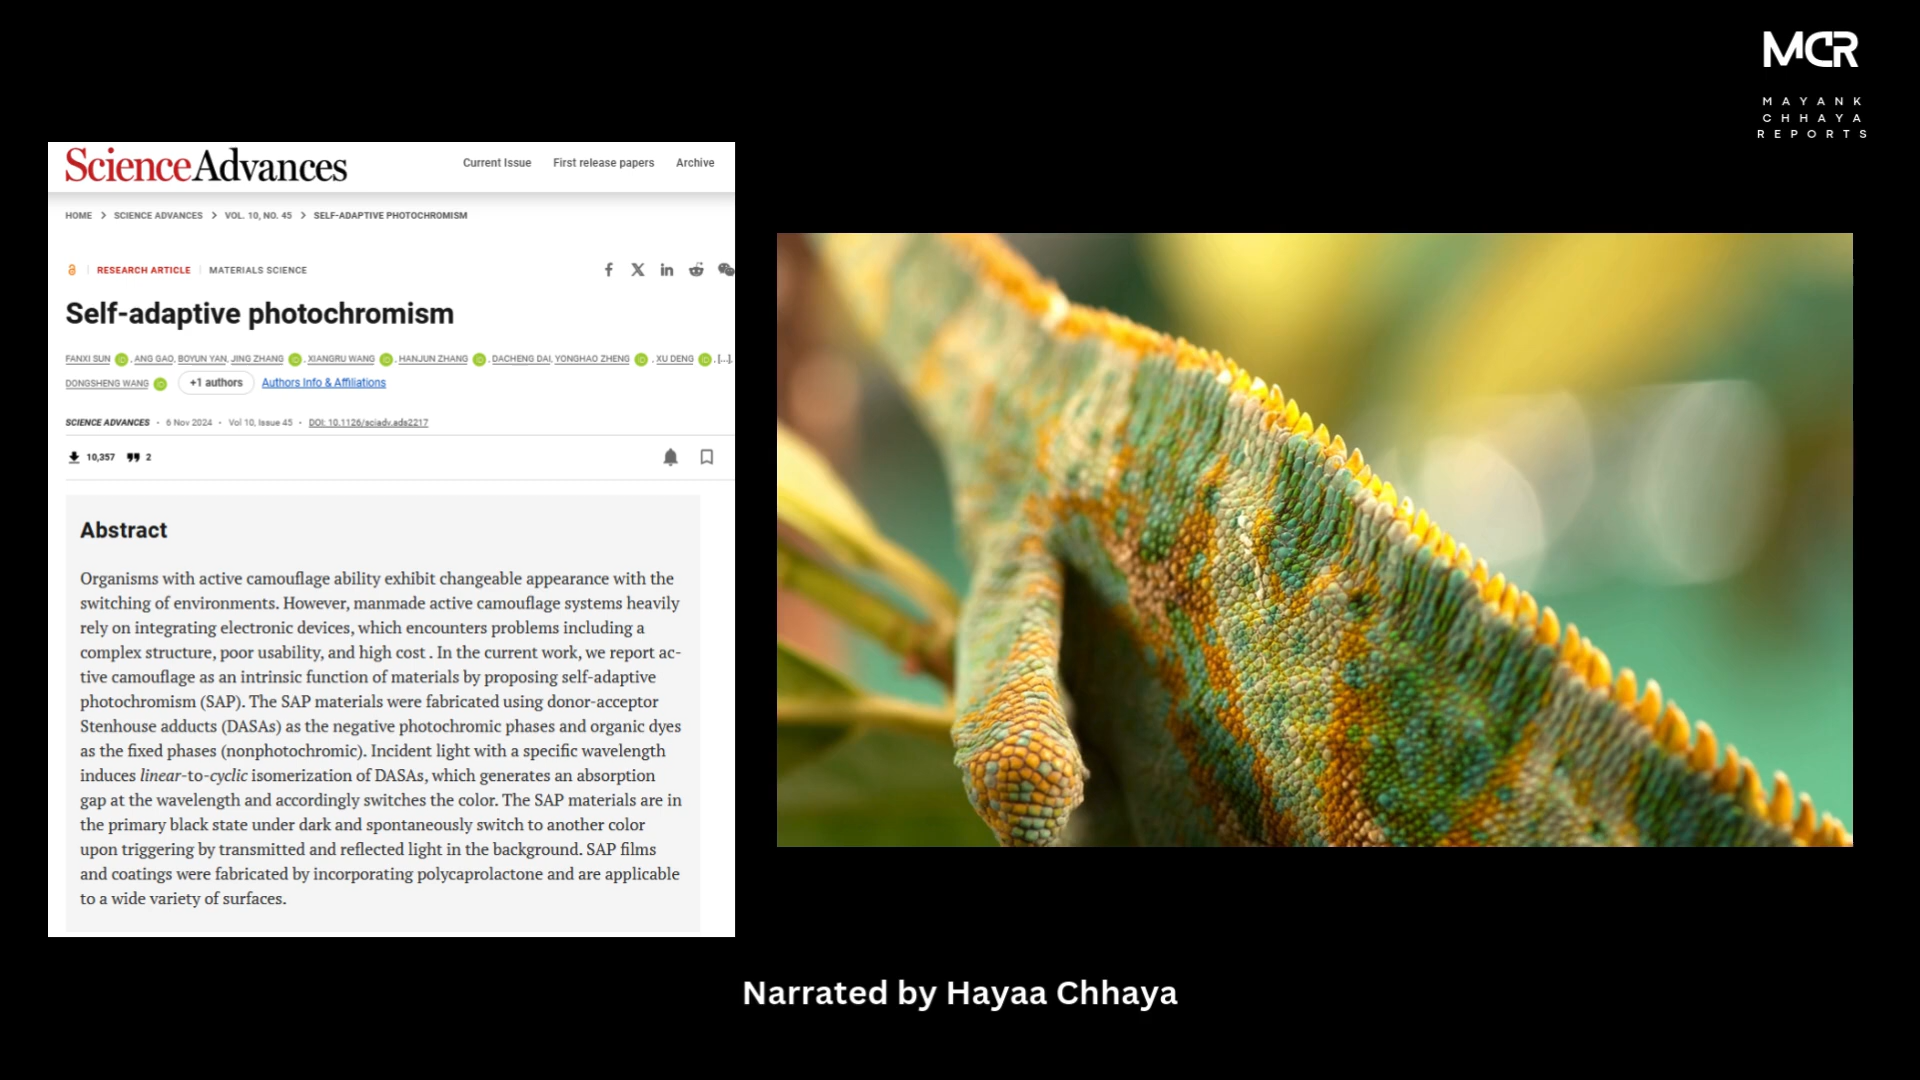 MCR
MAYANK
CHHAYA
REPORTS
ScienceAdvances
Current Issue First release papers Archive
HOME > SCIENCE ADVANCES > VOL. 10, NO. 45 > SELF-ADAPTIVE PHOTOCHROMISM
RESEARCH ARTICLE | MATERIALS SCIENCE
Self-adaptive photochromism
FANXI SUN, ANG GAO, BOYUN YAN, JING ZHANG, XIANGRU WANG, HANJUN ZHANG, DACHENG DAI, YONGHAO ZHENG, XU DENG, [...],
DONGSHENG WANG +1 authors Authors Info & Affiliations
SCIENCE ADVANCES • 6 Nov 2024 • Vol 10, Issue 45 • DOI: 10.1126/sciadv.ads2217
10,357 2
Abstract
Organisms with active camouflage ability exhibit changeable appearance with the
switching of environments. However, manmade active camouflage systems heavily
rely on integrating electronic devices, which encounters problems including a
complex structure, poor usability, and high cost . In the current work, we report ac-
tive camouflage as an intrinsic function of materials by proposing self-adaptive
photochromism (SAP). The SAP materials were fabricated using donor-acceptor
Stenhouse adducts (DASAs) as the negative photochromic phases and organic dyes
as the fixed phases (nonphotochromic). Incident light with a specific wavelength
induces linear-to-cyclic isomerization of DASAs, which generates an absorption
gap at the wavelength and accordingly switches the color. The SAP materials are in
the primary black state under dark and spontaneously switch to another color
upon triggering by transmitted and reflected light in the background. SAP films
and coatings were fabricated by incorporating polycaprolactone and are applicable
to a wide variety of surfaces.
Narrated by Hayaa Chhaya